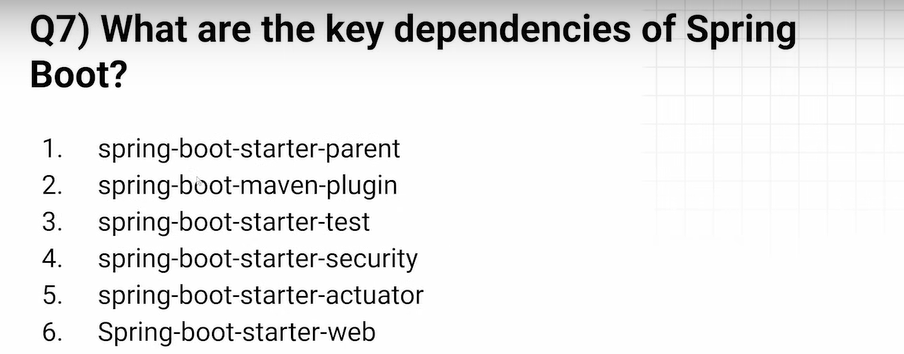 Q7) What are the key dependencies of Spring
Boot?
1. spring-boot-starter-parent
2. spring-boot-maven-plugin
3. spring-boot-starter-test
4. spring-boot-starter-security
5. spring-boot-starter-actuator
6. Spring-boot-starter-web